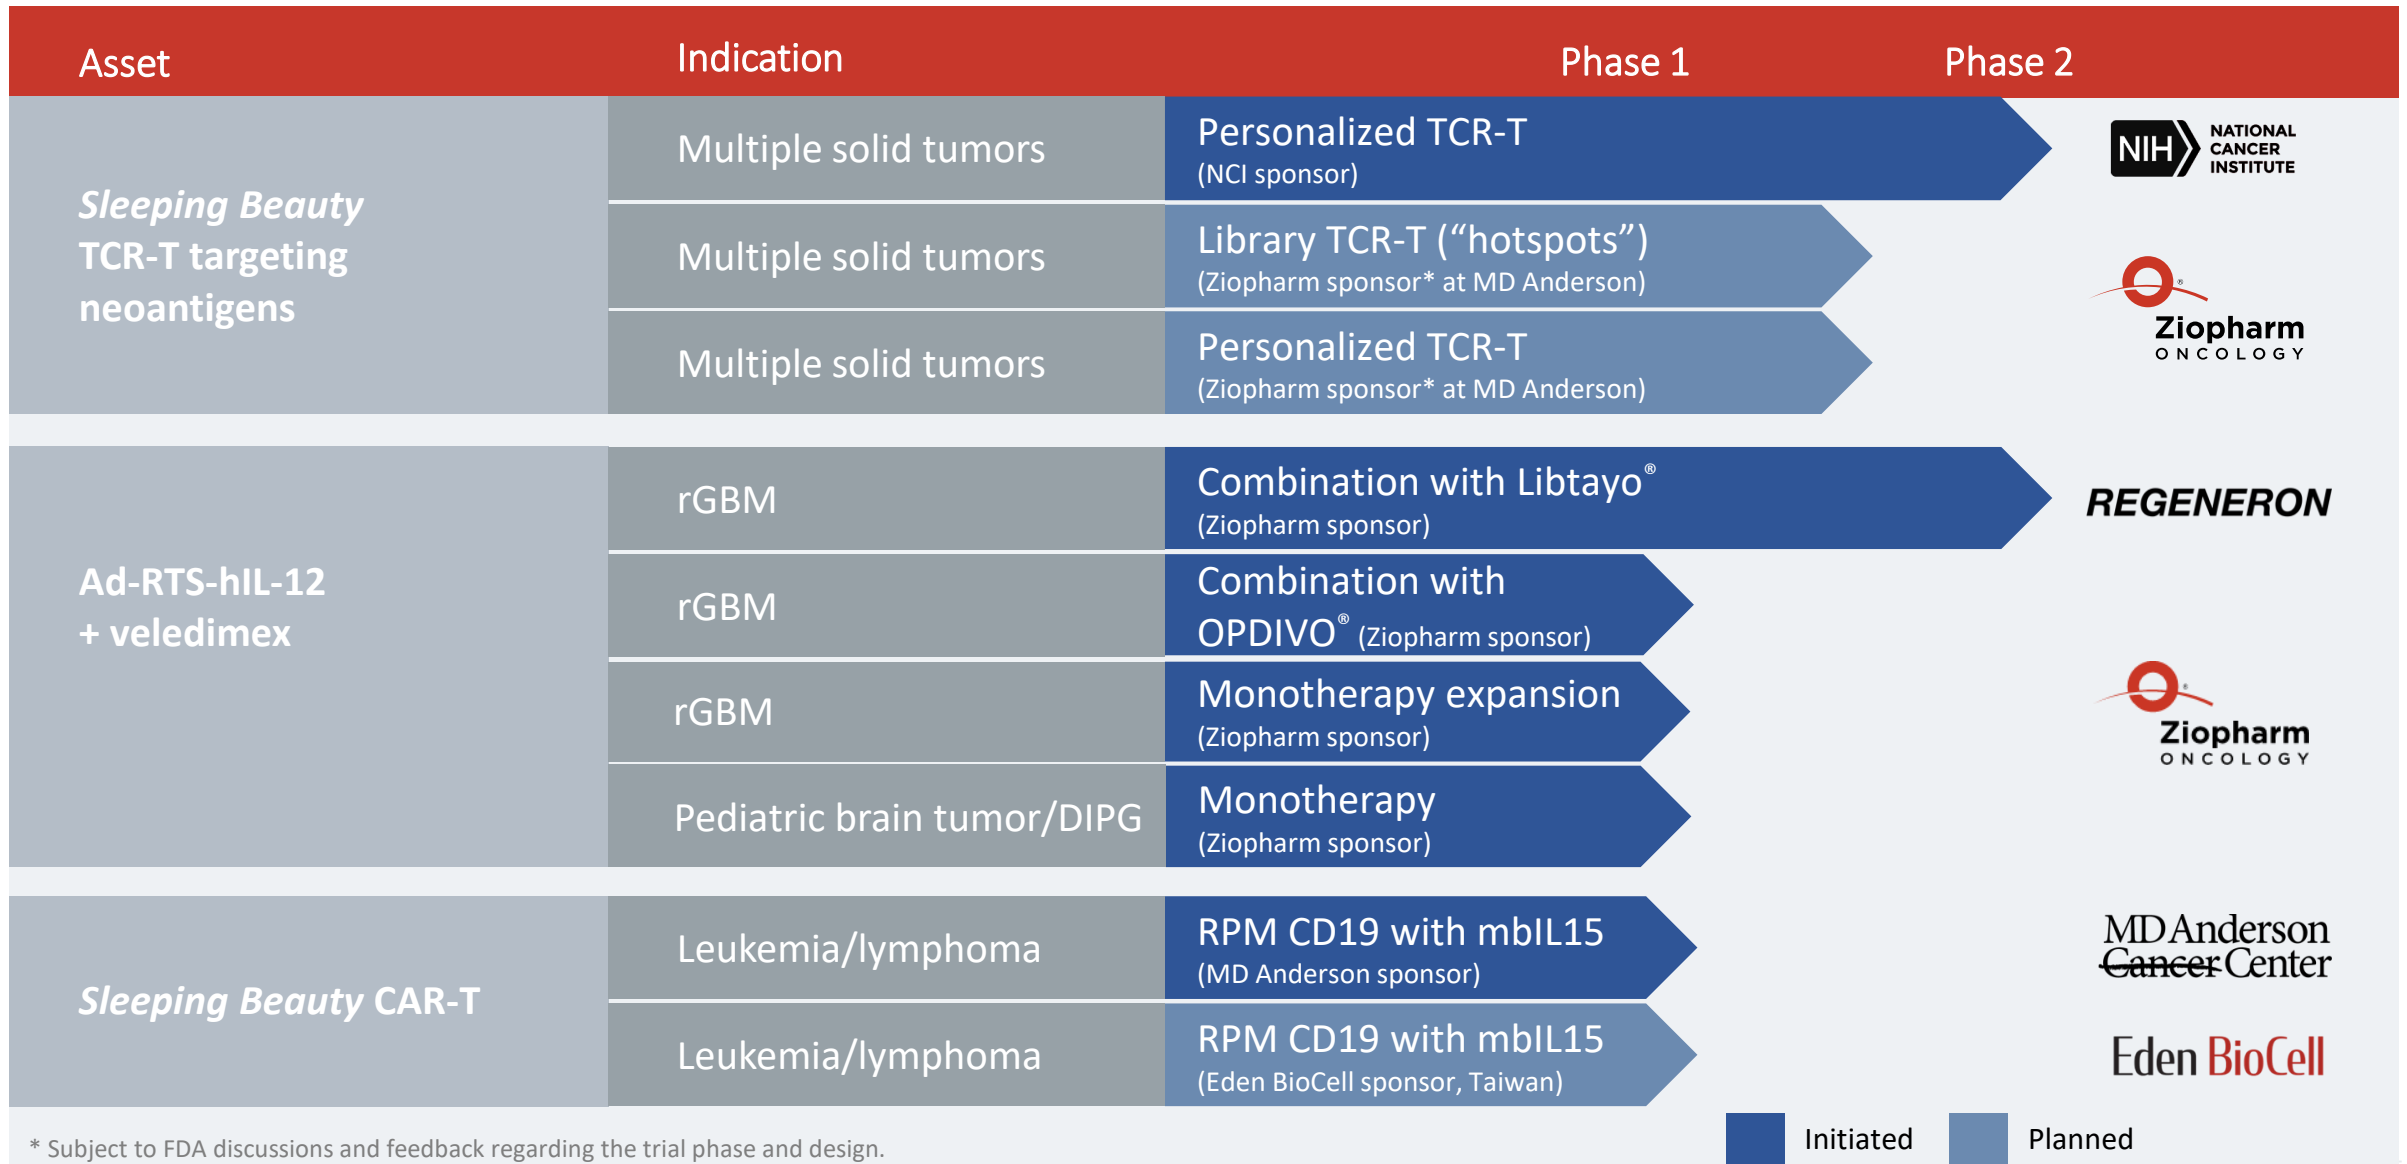 Asset
Indication
Phase 1
Phase 2
Sleeping Beauty
TCR-T targeting
neoantigens
Multiple solid tumors
Personalized TCR-T
(NCI sponsor)
NIH
NATIONAL
CANCER
INSTITUTE
Multiple solid tumors
Library TCR-T (“hotspots”)
(Ziopharm sponsor* at MD Anderson)
Multiple solid tumors
Personalized TCR-T
(Ziopharm sponsor* at MD Anderson)
®
Ziopharm
ONCOLOGY
Ad-RTS-hIL-12
+ veledimex
rGBM
Combination with Libtayo®
(Ziopharm sponsor)
REGENERON
rGBM
Combination with
OPDIVO® (Ziopharm sponsor)
rGBM
Monotherapy expansion
(Ziopharm sponsor)
Pediatric brain tumor/DIPG
Monotherapy
(Ziopharm sponsor)
®
Ziopharm
ONCOLOGY
Sleeping Beauty CAR-T
Leukemia/lymphoma
RPM CD19 with mbIL15
(MD Anderson sponsor)
MD Anderson
Cancer Center
Leukemia/lymphoma
RPM CD19 with mbIL15
(Eden BioCell sponsor, Taiwan)
Eden BioCell
* Subject to FDA discussions and feedback regarding the trial phase and design.
Initiated
Planned